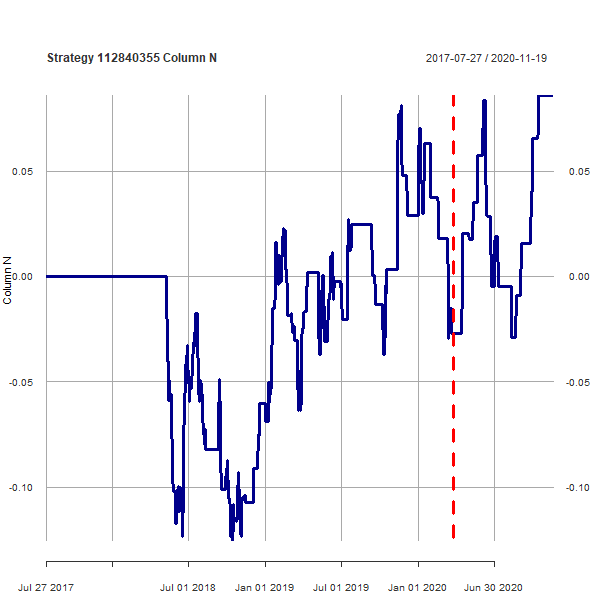 Strategy 112840355 Column N
2017-07-27 / 2020-11-19
Column N
0.05
0.05
0.00
0.00
-0.05
-0.05
-0.10
-0.10
Jul 27 2017
Jul 01 2018
Jan 01 2019
Jul 01 2019
Jan 01 2020
Jun 30 2020